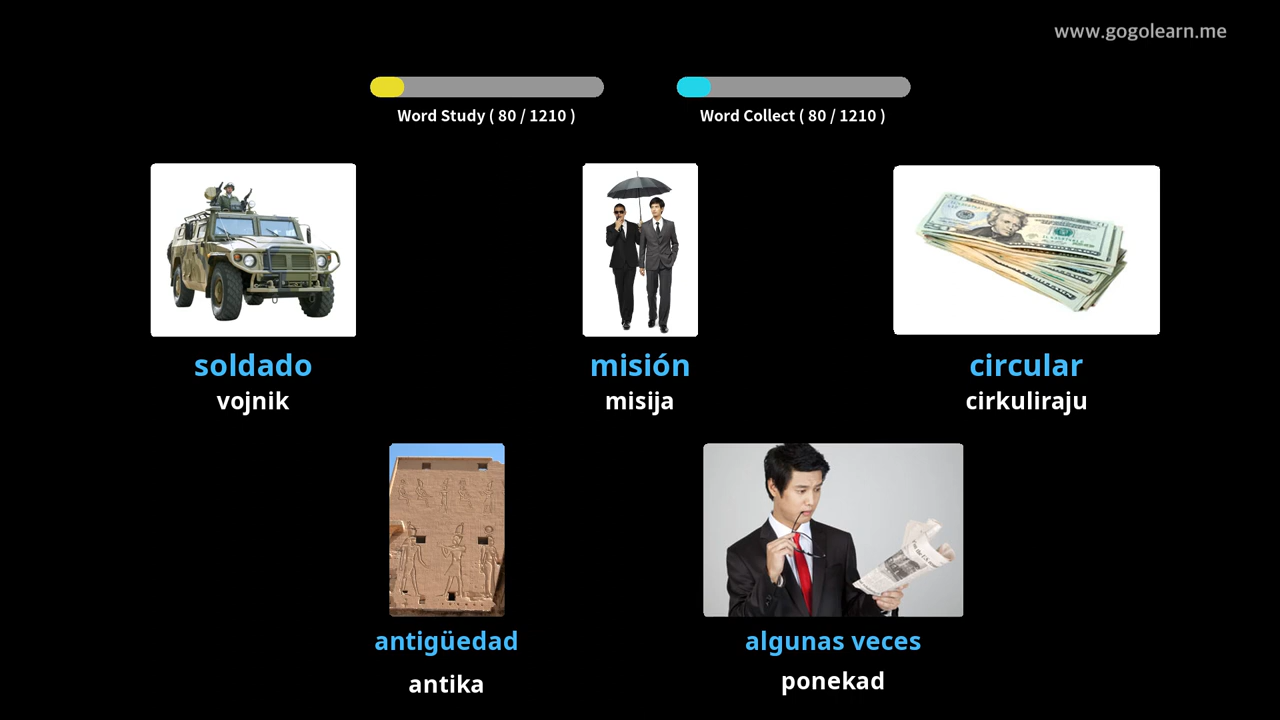 www.gogolearn.me
Word Study ( 80 / 1210 )
Word Collect ( 80 / 1210 )
soldado
vojnik
misión
misija
circular
cirkuliraju
antigüedad
antika
algunas veces
ponekad